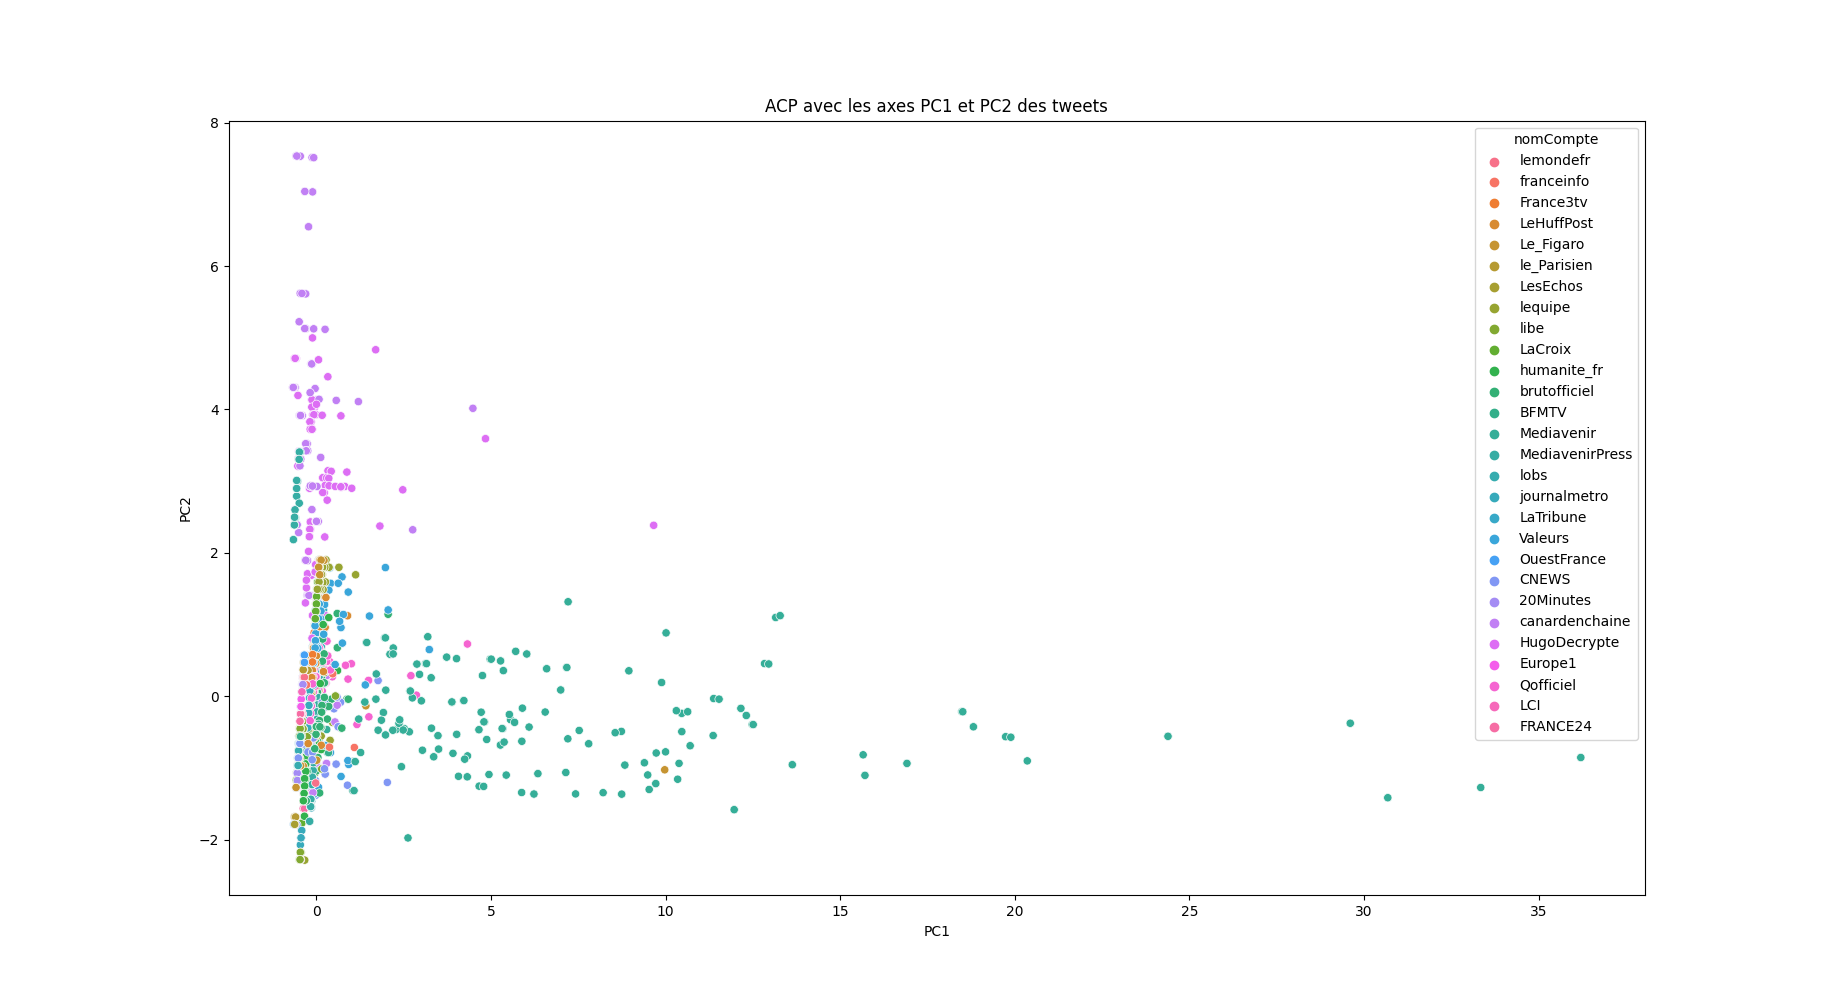 ACP avec les axes PC1 et PC2 des tweets
8
6
4
2
0
−2
PC2
nomCompte
lemondefr
franceinfo
France3tv
LeHuffPost
Le_Figaro
le_Parisien
LesEchos
lequipe
libe
LaCroix
humanite_fr
brutofficiel
BFMTV
Mediavenir
MediavenirPress
lobs
journalmetro
LaTribune
Valeurs
OuestFrance
CNEWS
20Minutes
canardenchaine
HugoDecrypte
Europe1
Qofficiel
LCI
FRANCE24
0 5 10 15 20 25 30 35
PC1